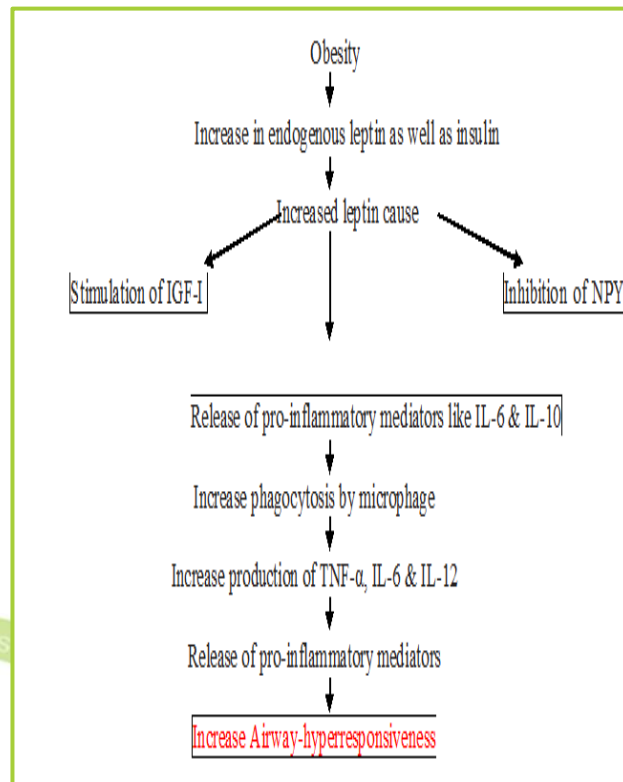 Obesity
Increase in endogenous leptin as well as insulin
Increased leptin cause
Stimulation of IGF-I
Inhibition of NPY
Release of pro-inflammatory mediators like IL-6 & IL-10
Increase phagocytosis by microphage
Increase production of TNF-α, IL-6 & IL-12
Release of pro-inflammatory mediators
Increase Airway-hyperresponsiveness